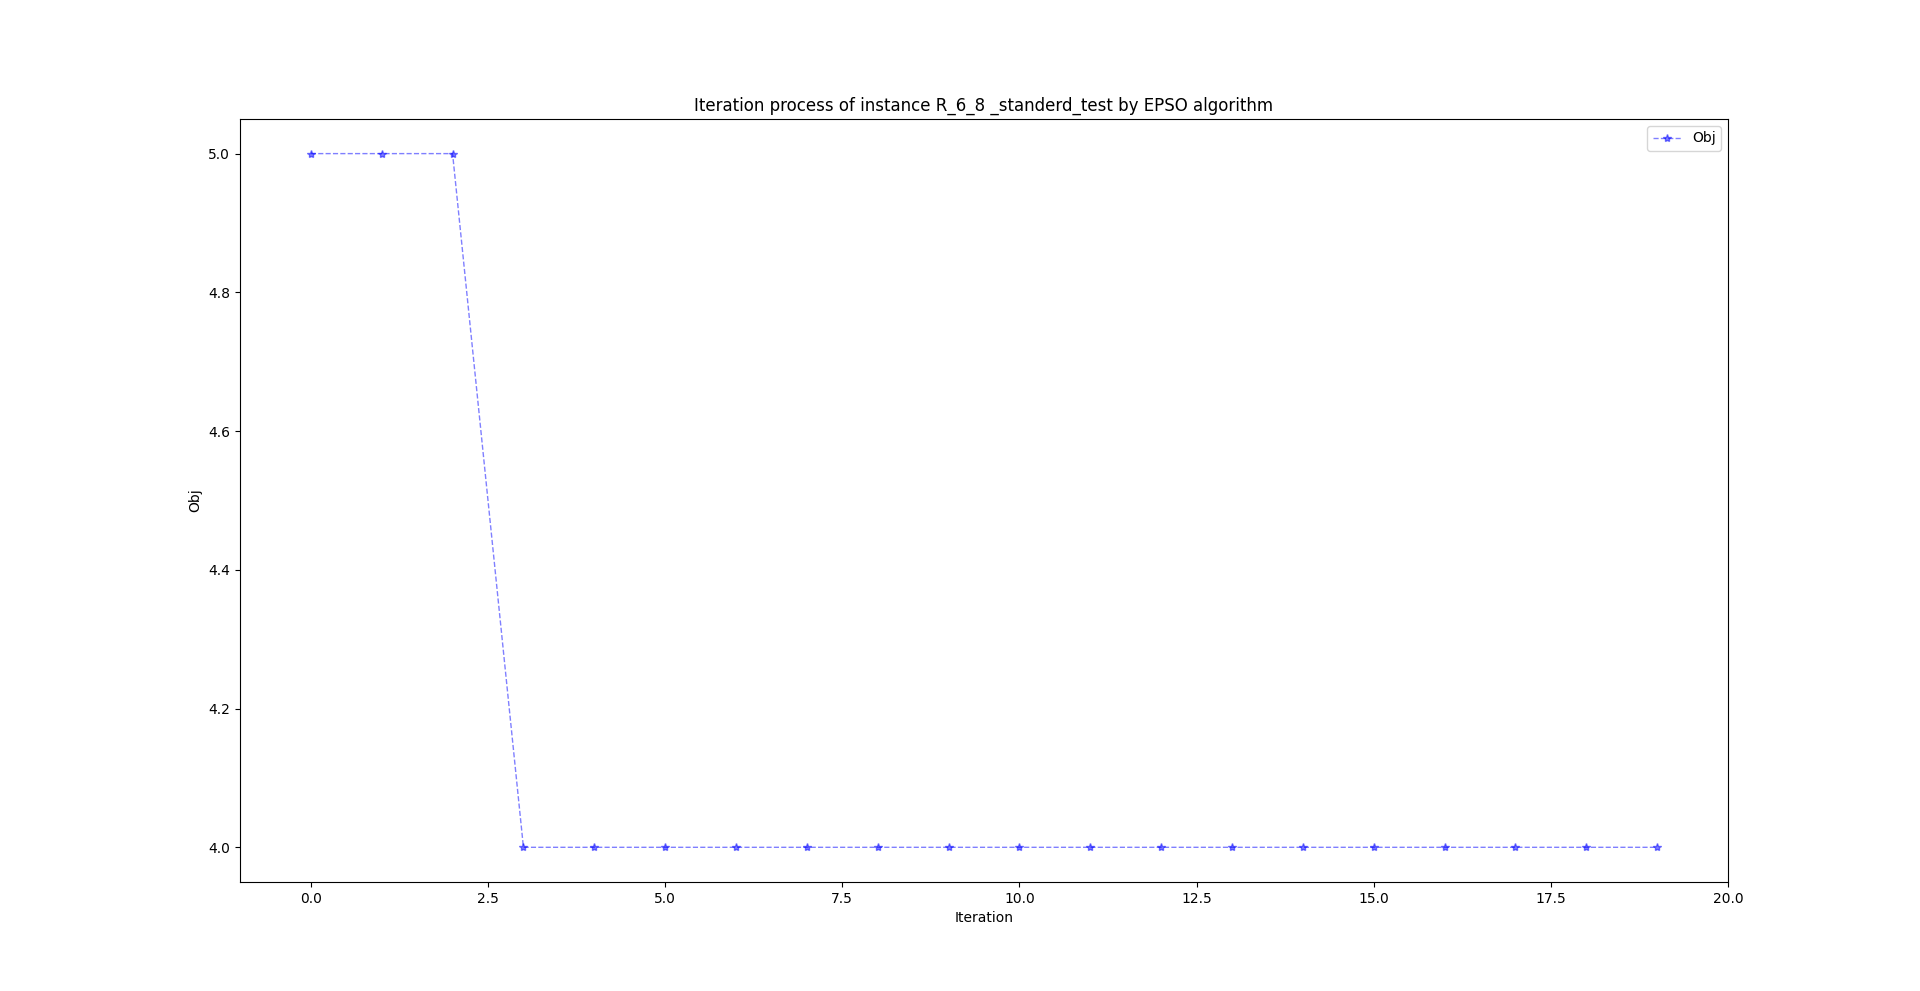 Iteration process of instance R_6_8 _standerd_test by EPSO algorithm
Obj
5.0
4.8
4.6
4.4
4.2
4.0
Obj
0.0 2.5 5.0 7.5 10.0 12.5 15.0 17.5 20.0
Iteration